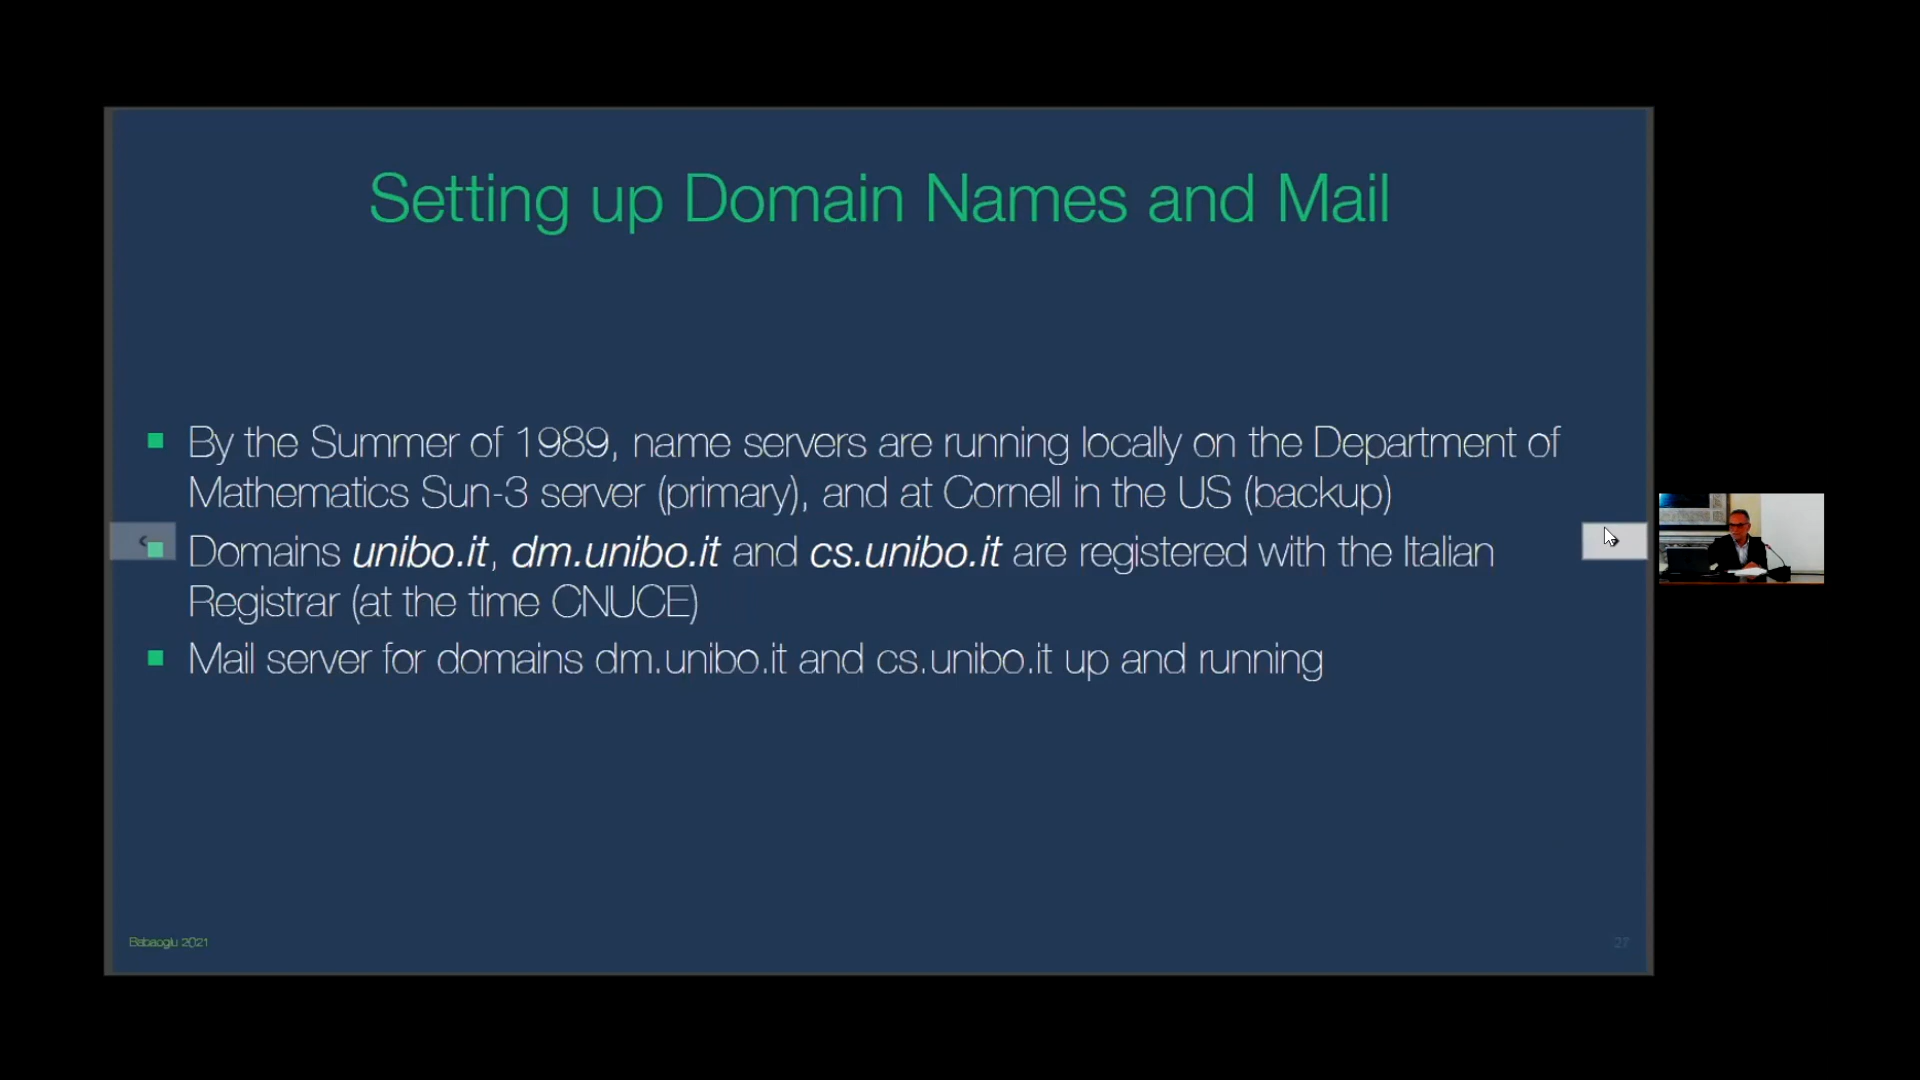 Setting up Domain Names and Mail
By the Summer of 1989, name servers are running locally on the Department of
Mathematics Sun-3 server (primary), and at Cornell in the US (backup)
Domains unibo.it, dm.unibo.it and cs.unibo.it are registered with the Italian
Registrar (at the time CNUCE)
Mail server for domains dm.unibo.it and cs.unibo.it up and running
Babaoglu 2021
27